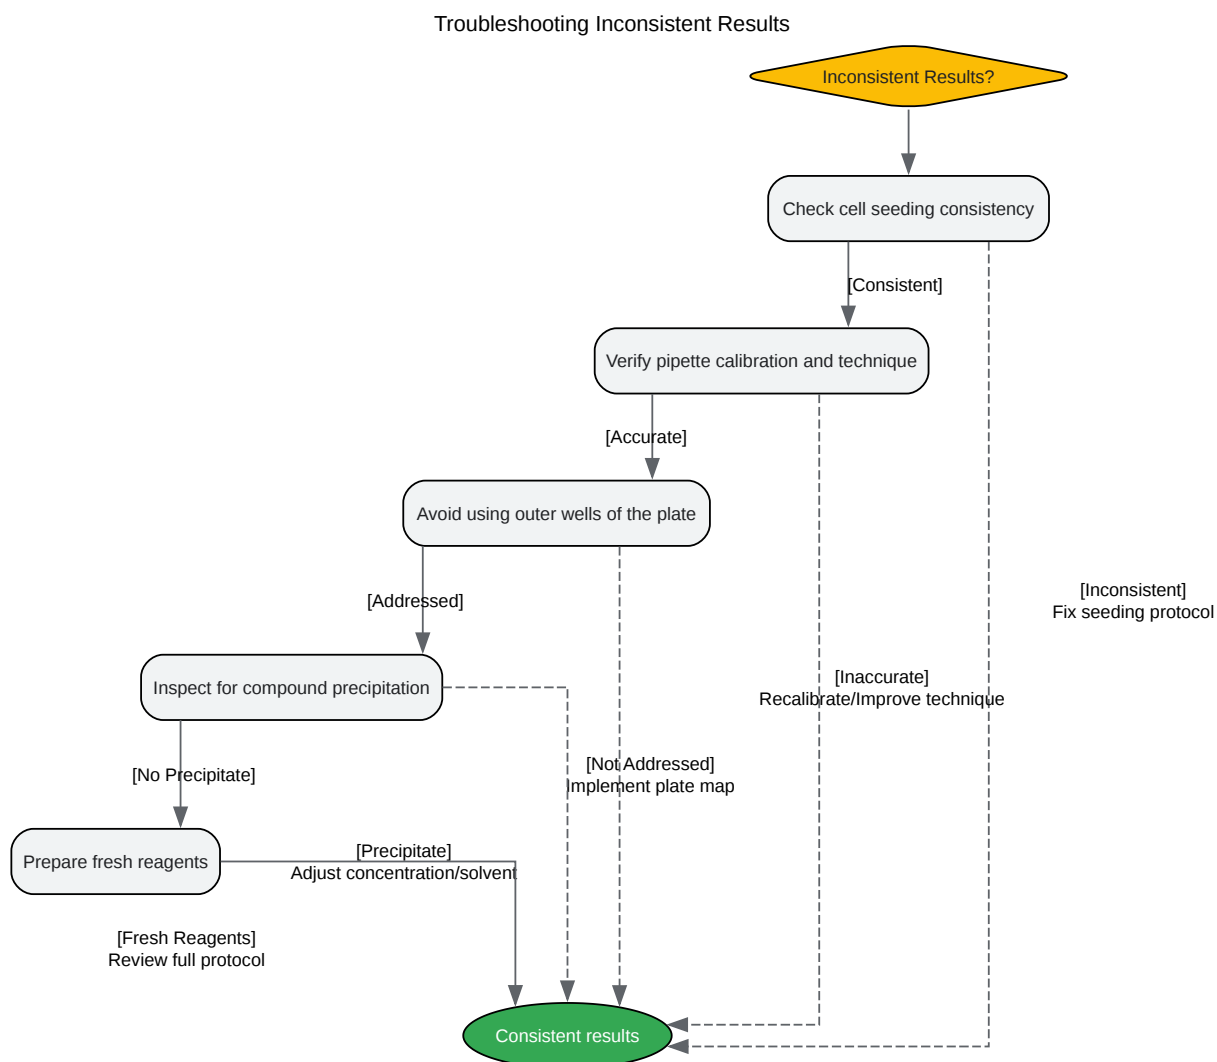 Troubleshooting Inconsistent Results
Inconsistent Results?
Check cell seeding consistency
[Consistent]
Verify pipette calibration and technique
[Accurate]
Avoid using outer wells of the plate
[Addressed]
[Inconsistent]
Fix seeding protocol
Inspect for compound precipitation
[Inaccurate]
Recalibrate/Improve technique
[No Precipitate]
[Not Addressed]
Implement plate map
Prepare fresh reagents
[Precipitate]
Adjust concentration/solvent
[Fresh Reagents]
Review full protocol
Consistent results